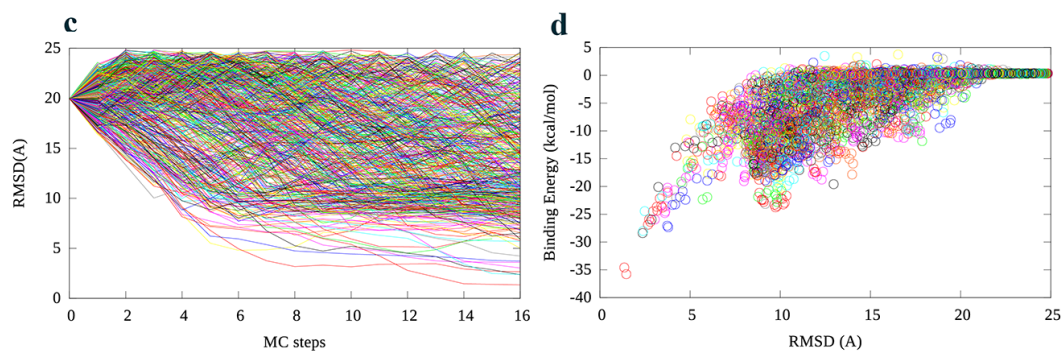 c
25
20
15
10
5
0
RMSD(A)
0 2 4 6 8 10 12 14 16
MC steps
d
5
0
-5
-10
-15
-20
-25
-30
-35
-40
Binding Energy (kcal/mol)
0 5 10 15 20 25
RMSD (A)